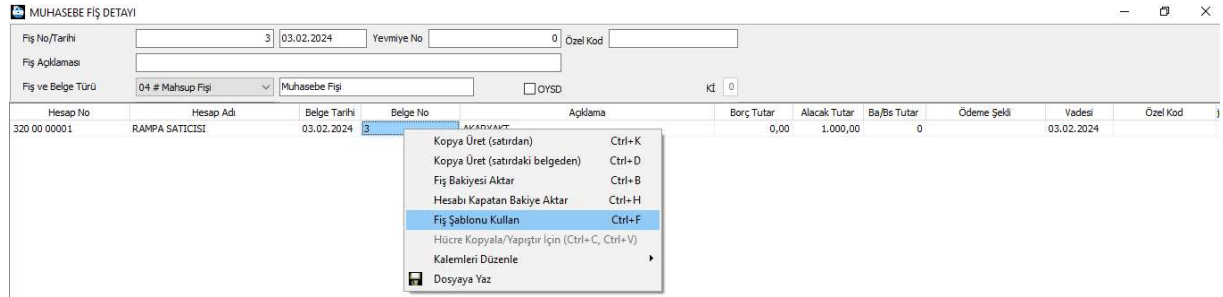 MUHASEBE FİŞ DETAYI
Fiş No/Tarihi 3 03.02.2024 Yevmiye No 0 Özel Kod
Fiş Açıklaması
Fiş ve Belge Türü 04 # Mahsup Fişi Muhasebe Fişi OYSD Kİ 0
Hesap No Hesap Adı Belge Tarihi Belge No Açıklama Borç Tutar Alacak Tutar Ba/Bs Tutar Ödeme Şekli Vadesi Özel Kod
320 00 00001 RAMPA SATICISI 03.02.2024 3 AKARYAKT 0,00 1.000,00 0 03.02.2024
Kopya Üret (satırdan) Ctrl+K
Kopya Üret (satırdaki belgeden) Ctrl+D
Fiş Bakiyesi Aktar Ctrl+B
Hesabı Kapatan Bakiye Aktar Ctrl+H
Fiş Şablonu Kullan Ctrl+F
Hücre Kopyala/Yapıştır İçin (Ctrl+C, Ctrl+V)
Kalemleri Düzenle
Dosyaya Yaz